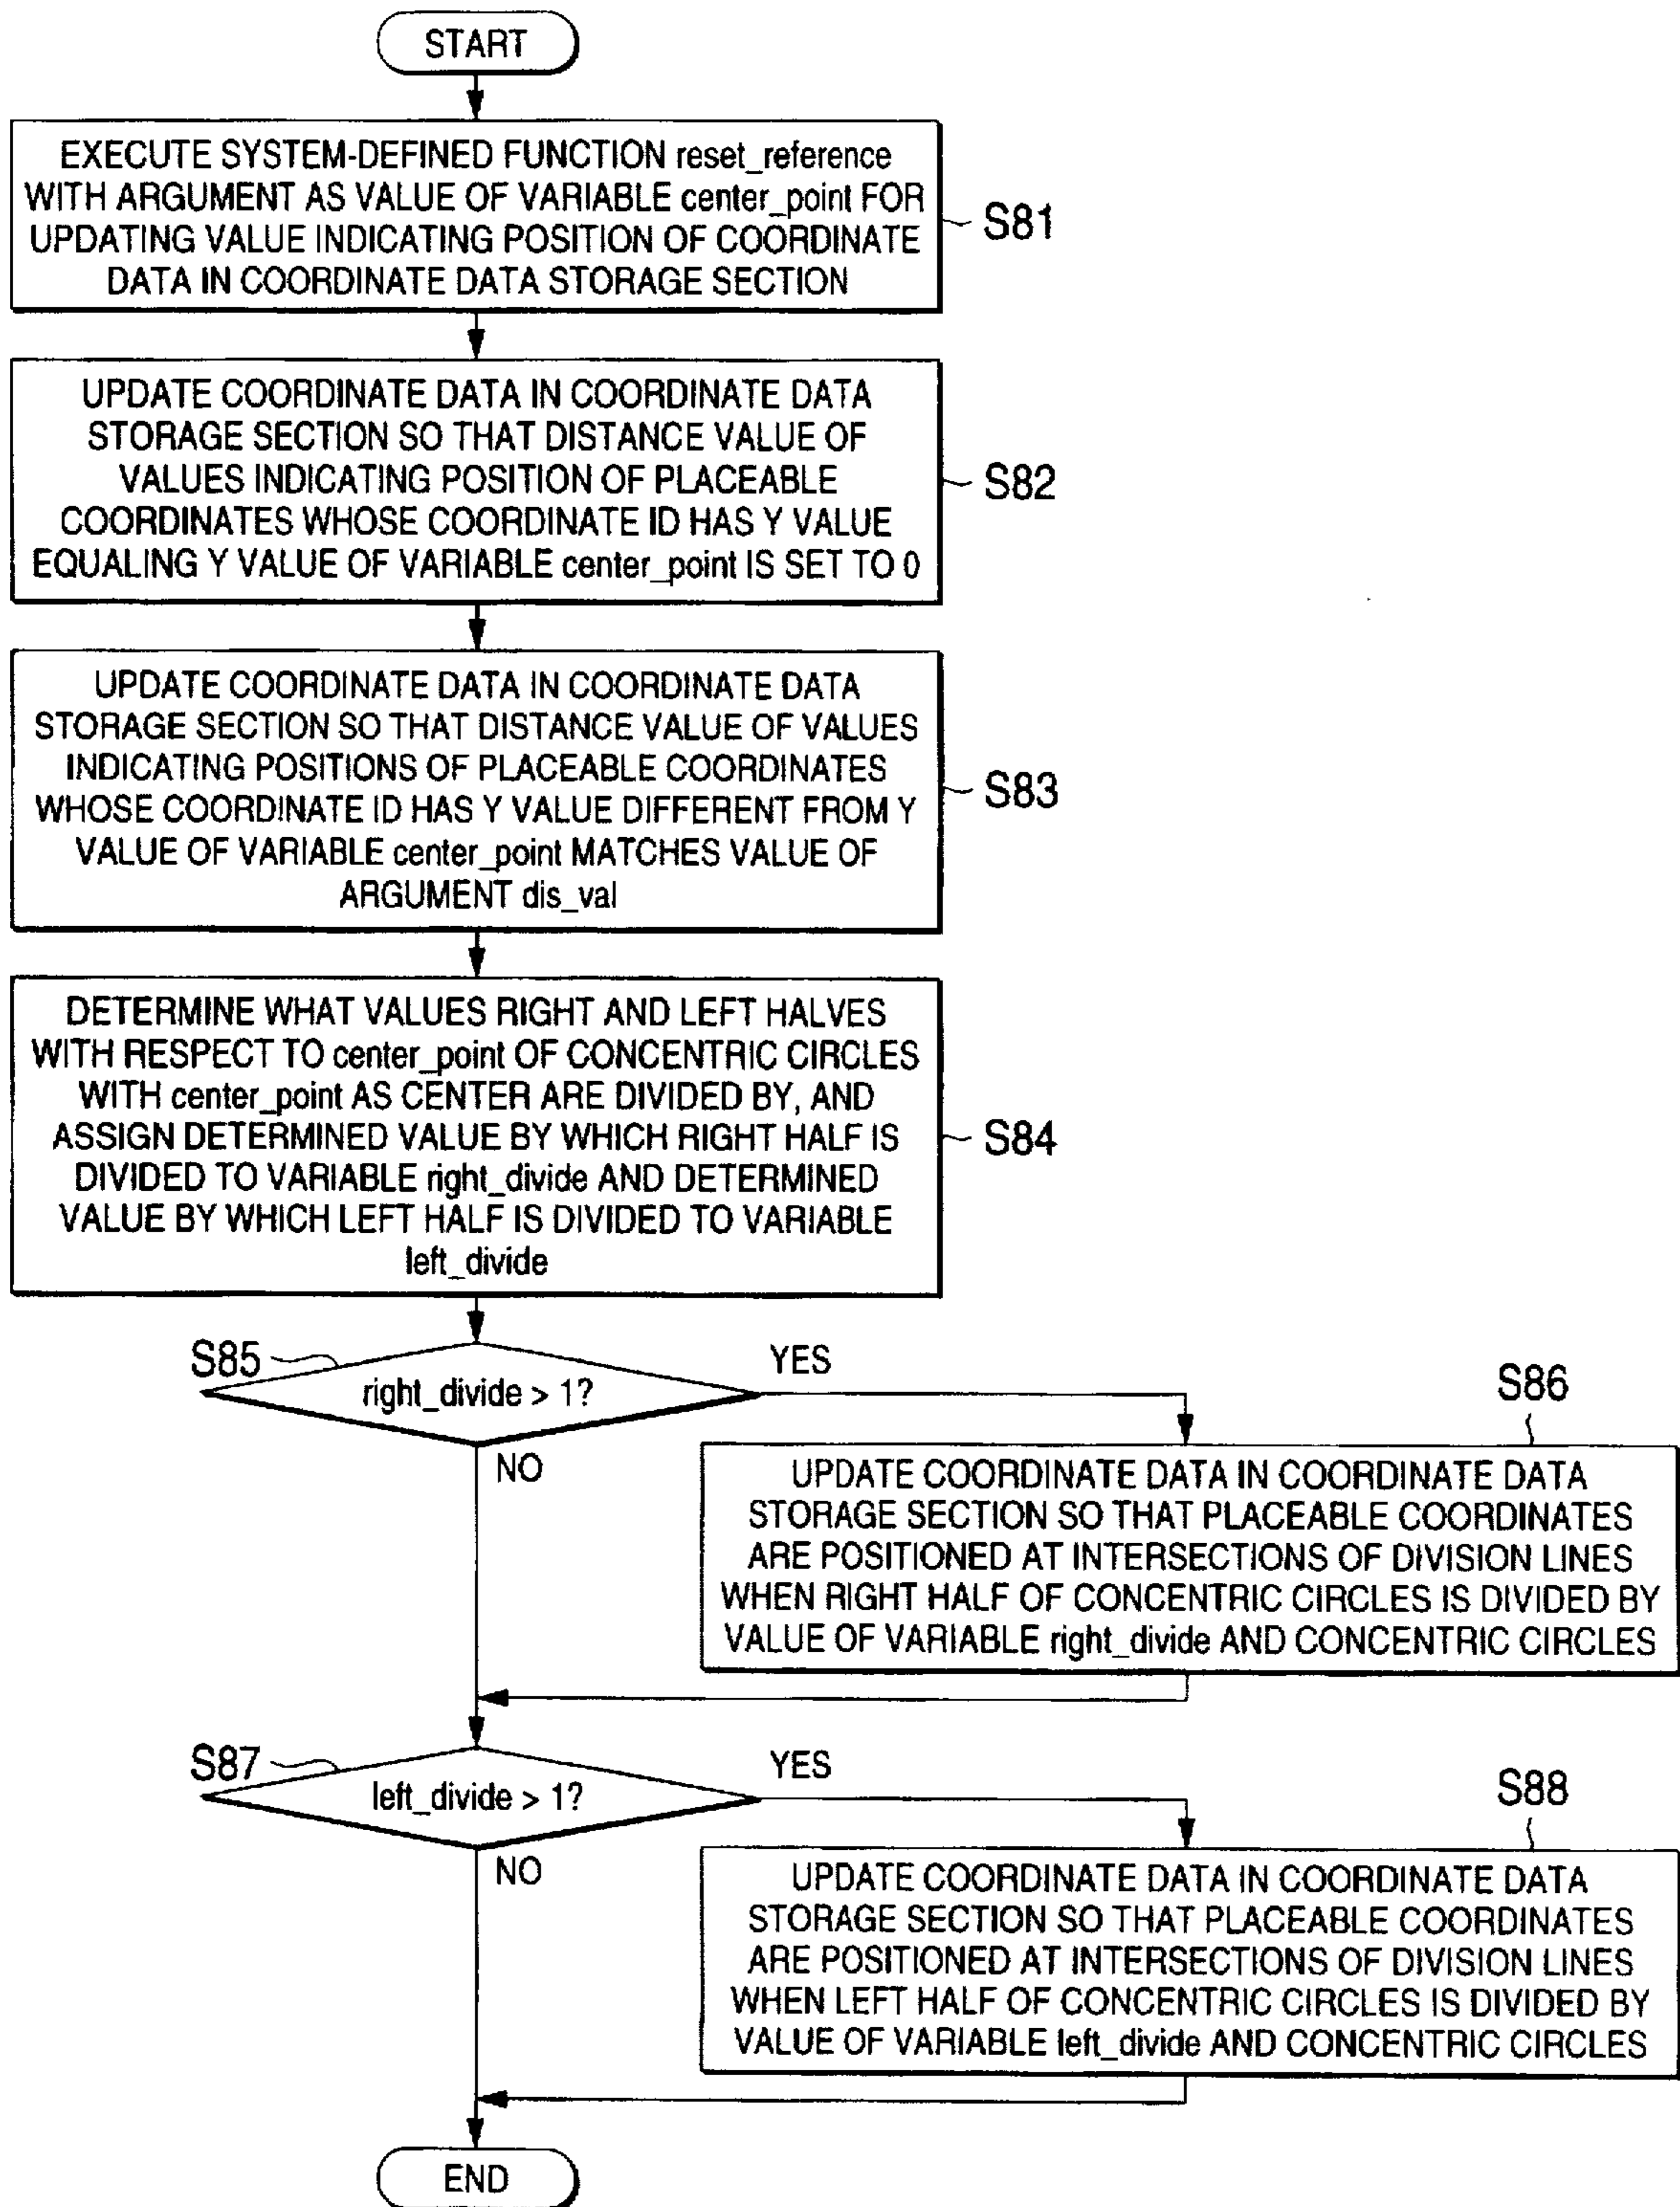 START
EXECUTE SYSTEM-DEFINED FUNCTION reset_reference
WITH ARGUMENT AS VALUE OF VARIABLE center_point FOR
UPDATING VALUE INDICATING POSITION OF COORDINATE
DATA IN COORDINATE DATA STORAGE SECTION
S81
UPDATE COORDINATE DATA IN COORDINATE DATA
STORAGE SECTION SO THAT DISTANCE VALUE OF
VALUES INDICATING POSITION OF PLACEABLE
COORDINATES WHOSE COORDINATE ID HAS Y VALUE
EQUALING Y VALUE OF VARIABLE center_point IS SET TO 0
S82
UPDATE COORDINATE DATA IN COORDINATE DATA
STORAGE SECTION SO THAT DISTANCE VALUE OF VALUES
INDICATING POSITIONS OF PLACEABLE COORDINATES
WHOSE COORDINATE ID HAS Y VALUE DIFFERENT FROM Y
VALUE OF VARIABLE center_point MATCHES VALUE OF
ARGUMENT dis_val
S83
DETERMINE WHAT VALUES RIGHT AND LEFT HALVES
WITH RESPECT TO center_point OF CONCENTRIC CIRCLES
WITH center_point AS CENTER ARE DIVIDED BY, AND
ASSIGN DETERMINED VALUE BY WHICH RIGHT HALF IS
DIVIDED TO VARIABLE right_divide AND DETERMINED
VALUE BY WHICH LEFT HALF IS DIVIDED TO VARIABLE
left_divide
S84
S85
right_divide > 1?
YES
NO
S86
UPDATE COORDINATE DATA IN COORDINATE DATA
STORAGE SECTION SO THAT PLACEABLE COORDINATES
ARE POSITIONED AT INTERSECTIONS OF DIVISION LINES
WHEN RIGHT HALF OF CONCENTRIC CIRCLES IS DIVIDED BY
VALUE OF VARIABLE right_divide AND CONCENTRIC CIRCLES
S87
left_divide > 1?
YES
NO
S88
UPDATE COORDINATE DATA IN COORDINATE DATA
STORAGE SECTION SO THAT PLACEABLE COORDINATES
ARE POSITIONED AT INTERSECTIONS OF DIVISION LINES
WHEN LEFT HALF OF CONCENTRIC CIRCLES IS DIVIDED BY
VALUE OF VARIABLE left_divide AND CONCENTRIC CIRCLES
END